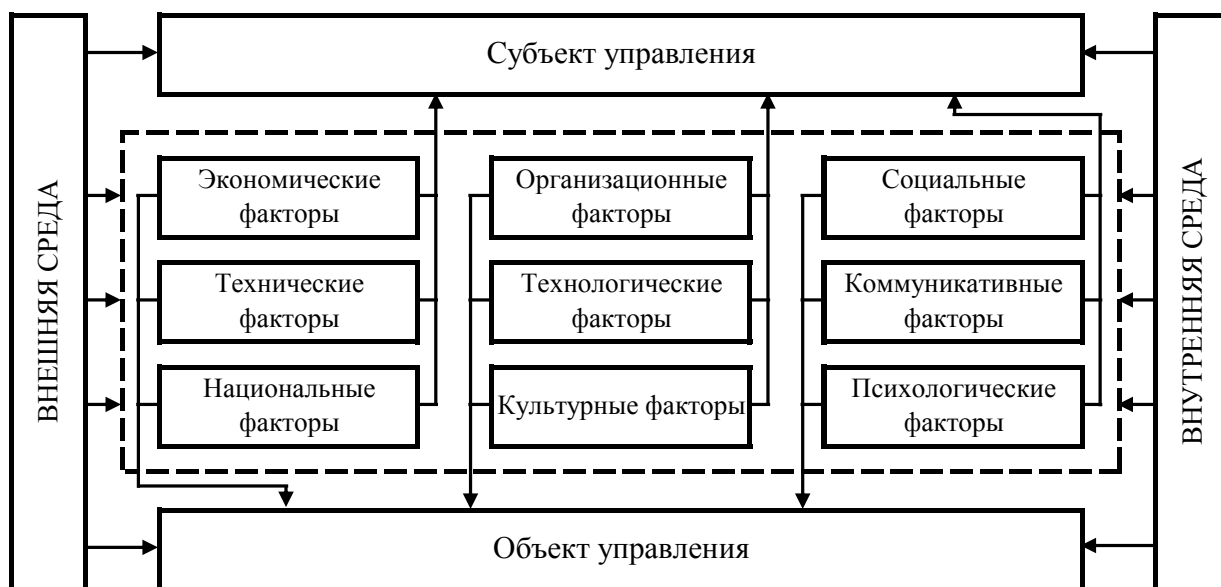 Субъект управления
ВНЕШНЯЯ СРЕДА
Экономические
факторы
Организационные
факторы
Социальные
факторы
Технические
факторы
Технологические
факторы
Коммуникативные
факторы
Национальные
факторы
Культурные факторы
Психологические
факторы
ВНУТРЕННЯЯ СРЕДА
Объект управления